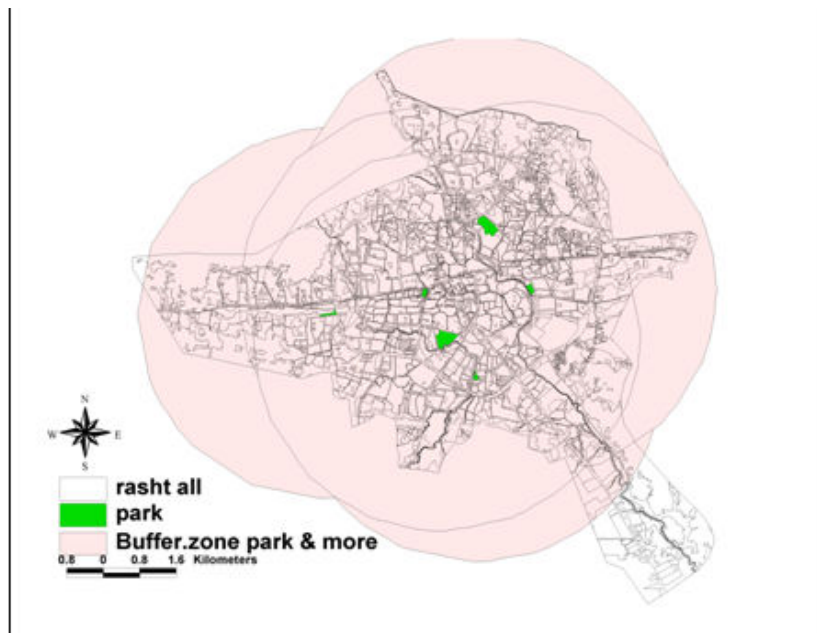 N
W E
S
rasht all
park
Buffer.zone park & more
0.8 0 0.8 1.6 Kilometers